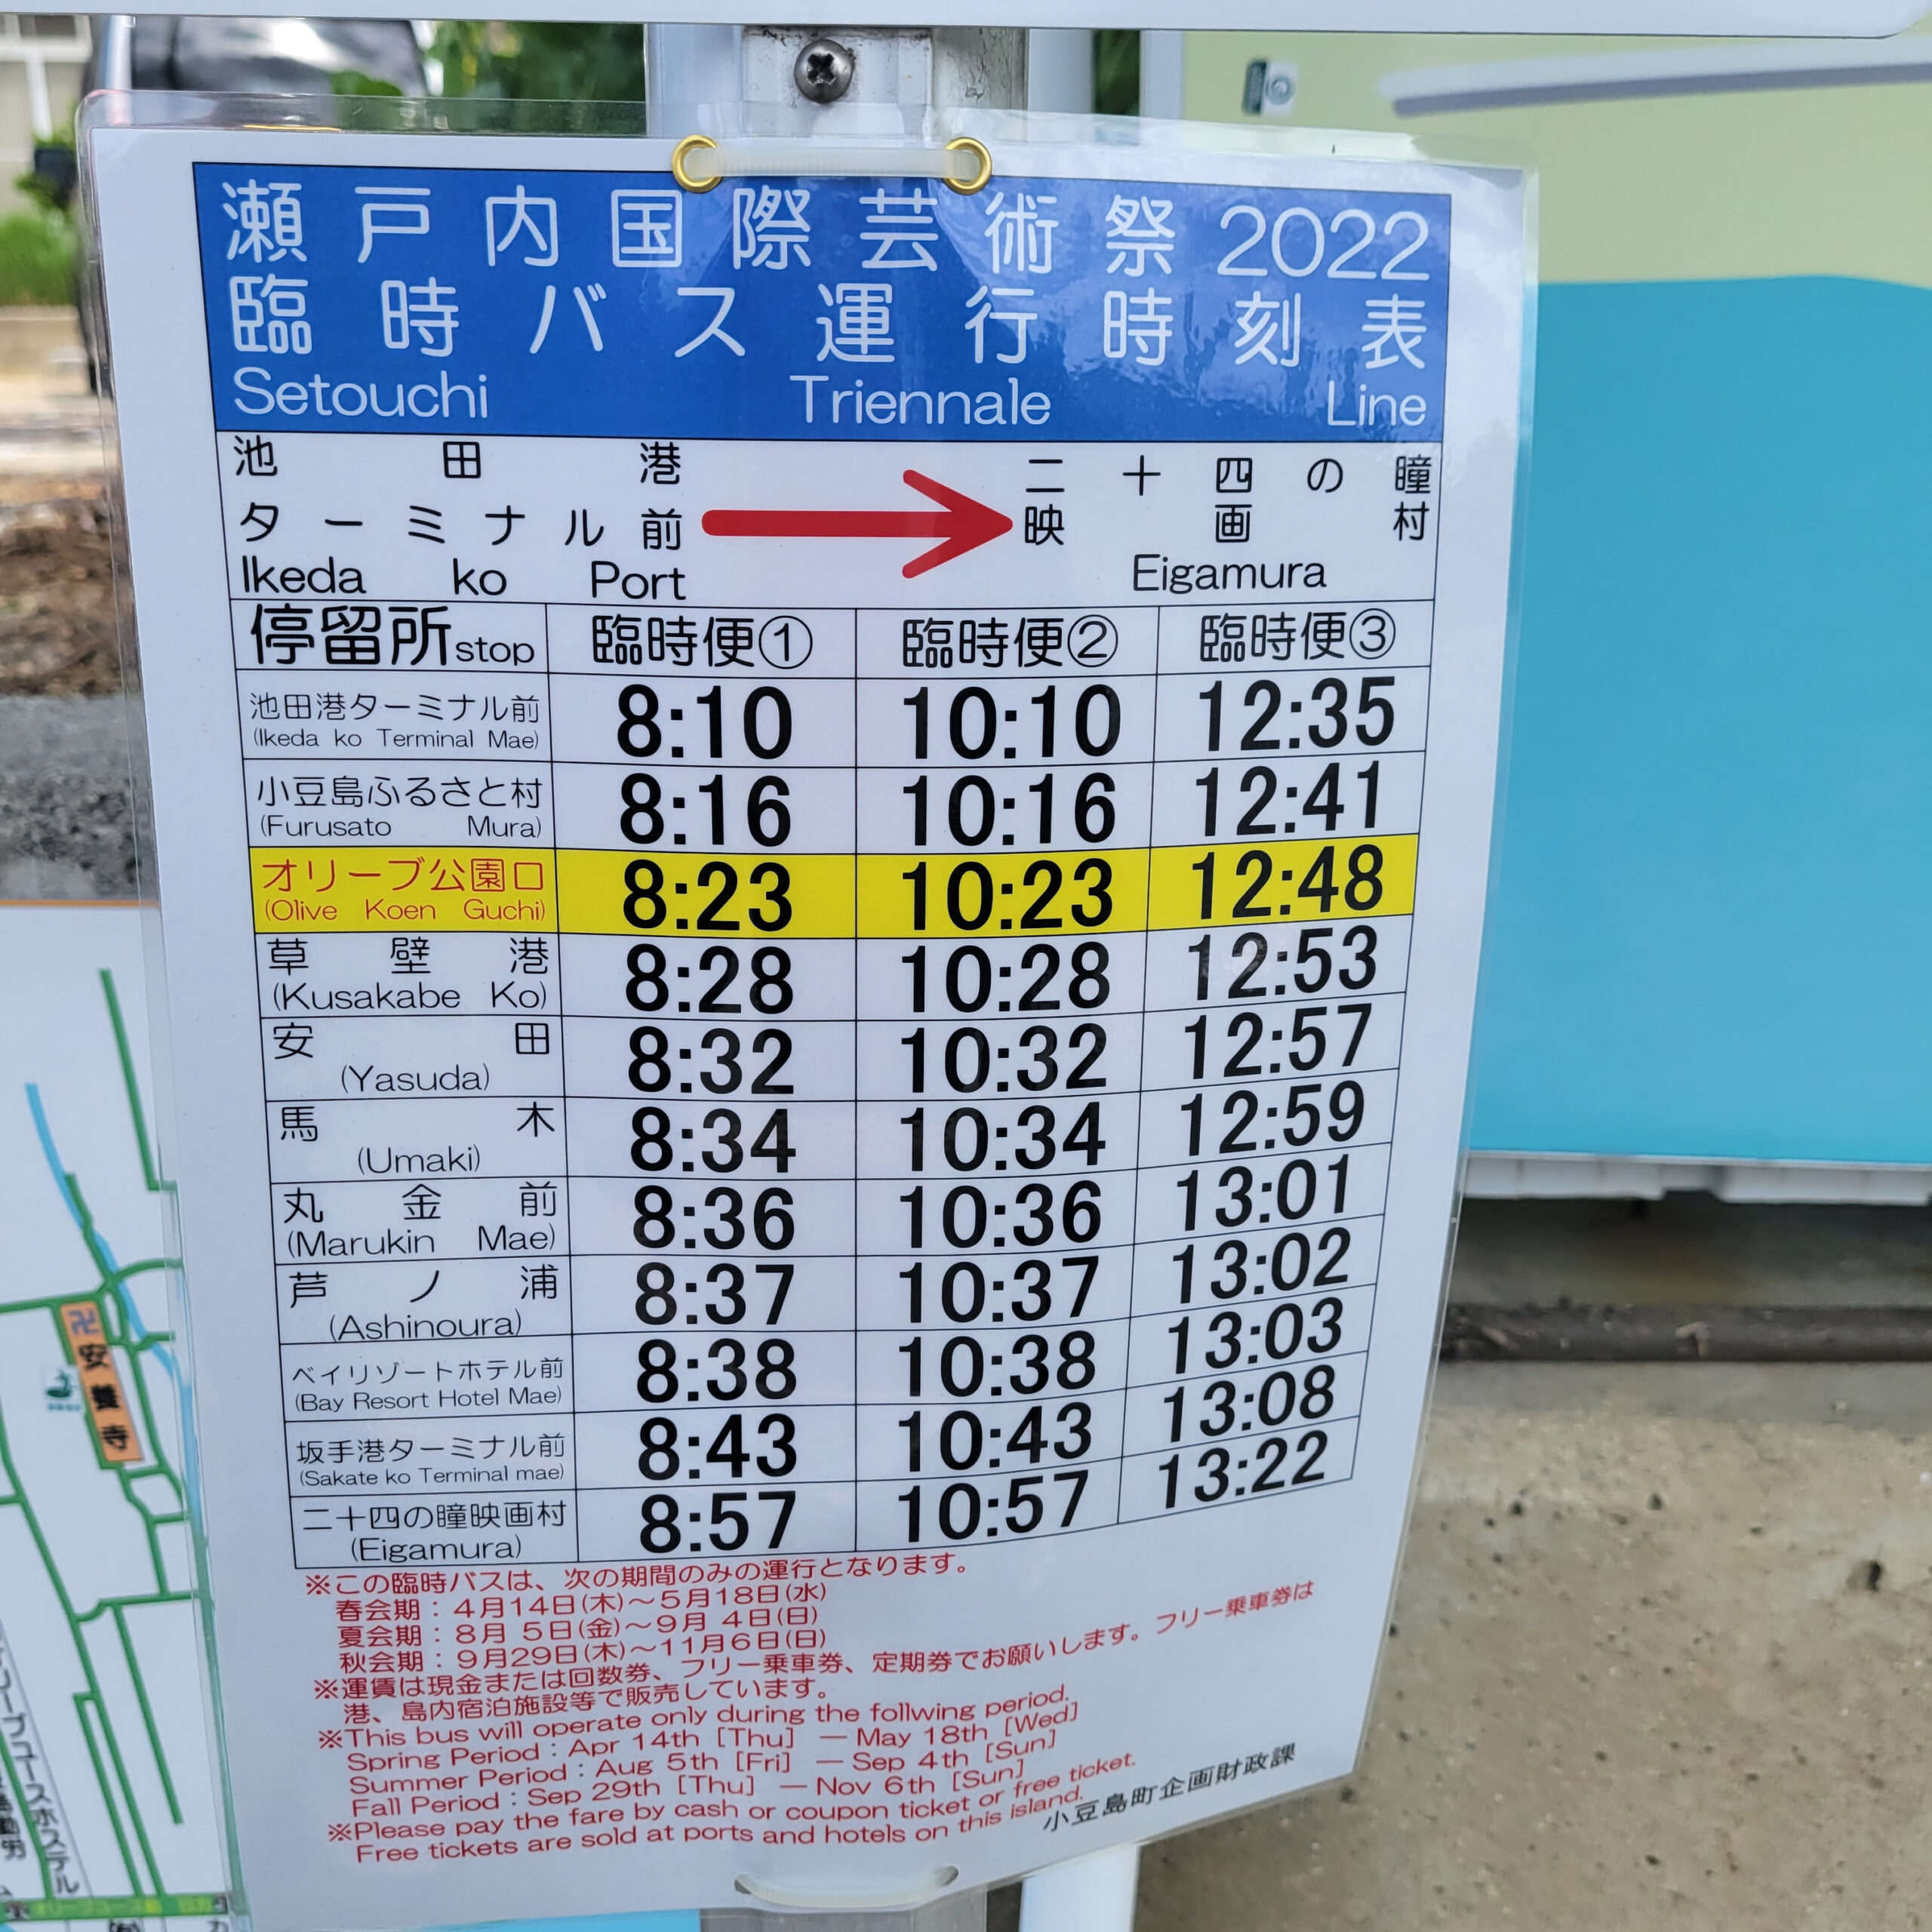 瀬戸内国際芸術祭2022
臨時バス運行時刻表
Setouchi Triennale Line
池田港
ターミナル前
Ikeda ko Port
二十四の瞳
映画村
Eigamura
停留所stop 臨時便① 臨時便② 臨時便③
池田港ターミナル前
(Ikeda ko Terminal Mae)
8:10 10:10 12:35
小豆島ふるさと村
(Furusato Mura)
8:16 10:16 12:41
オリーブ公園口
(Olive Koen Guchi)
8:23 10:23 12:48
草壁港
(Kusakabe Ko)
8:28 10:28 12:53
安田
(Yasuda)
8:32 10:32 12:57
馬木
(Umaki)
8:34 10:34 12:59
丸金前
(Marukin Mae)
8:36 10:36 13:01
芦ノ浦
(Ashinoura)
8:37 10:37 13:02
ベイリゾートホテル前
(Bay Resort Hotel Mae)
8:38 10:38 13:03
坂手港ターミナル前
(Sakate ko Terminal mae)
8:43 10:43 13:08
二十四の瞳映画村
(Eigamura)
8:57 10:57 13:22
※この臨時バスは、次の期間のみの運行となります。
春会期：4月14日(木)～5月18日(水)
夏会期：8月 5日(金)～9月 4日(日)
秋会期：9月29日(木)～11月6日(日)
※運賃は現金または回数券、フリー乗車券、定期券でお願いします。フリー乗車券は
港、島内宿泊施設等で販売しています。
※This bus will operate only during the follwing period.
Spring Period：Apr 14th [Thu] — May 18th [Wed]
Summer Period：Aug 5th [Fri] — Sep 4th [Sun]
Fall Period：Sep 29th [Thu] — Nov 6th [Sun]
※Please pay the fare by cash or coupon ticket or free ticket.
Free tickets are sold at ports and hotels on this island.
小豆島町企画財政課
卍安養寺